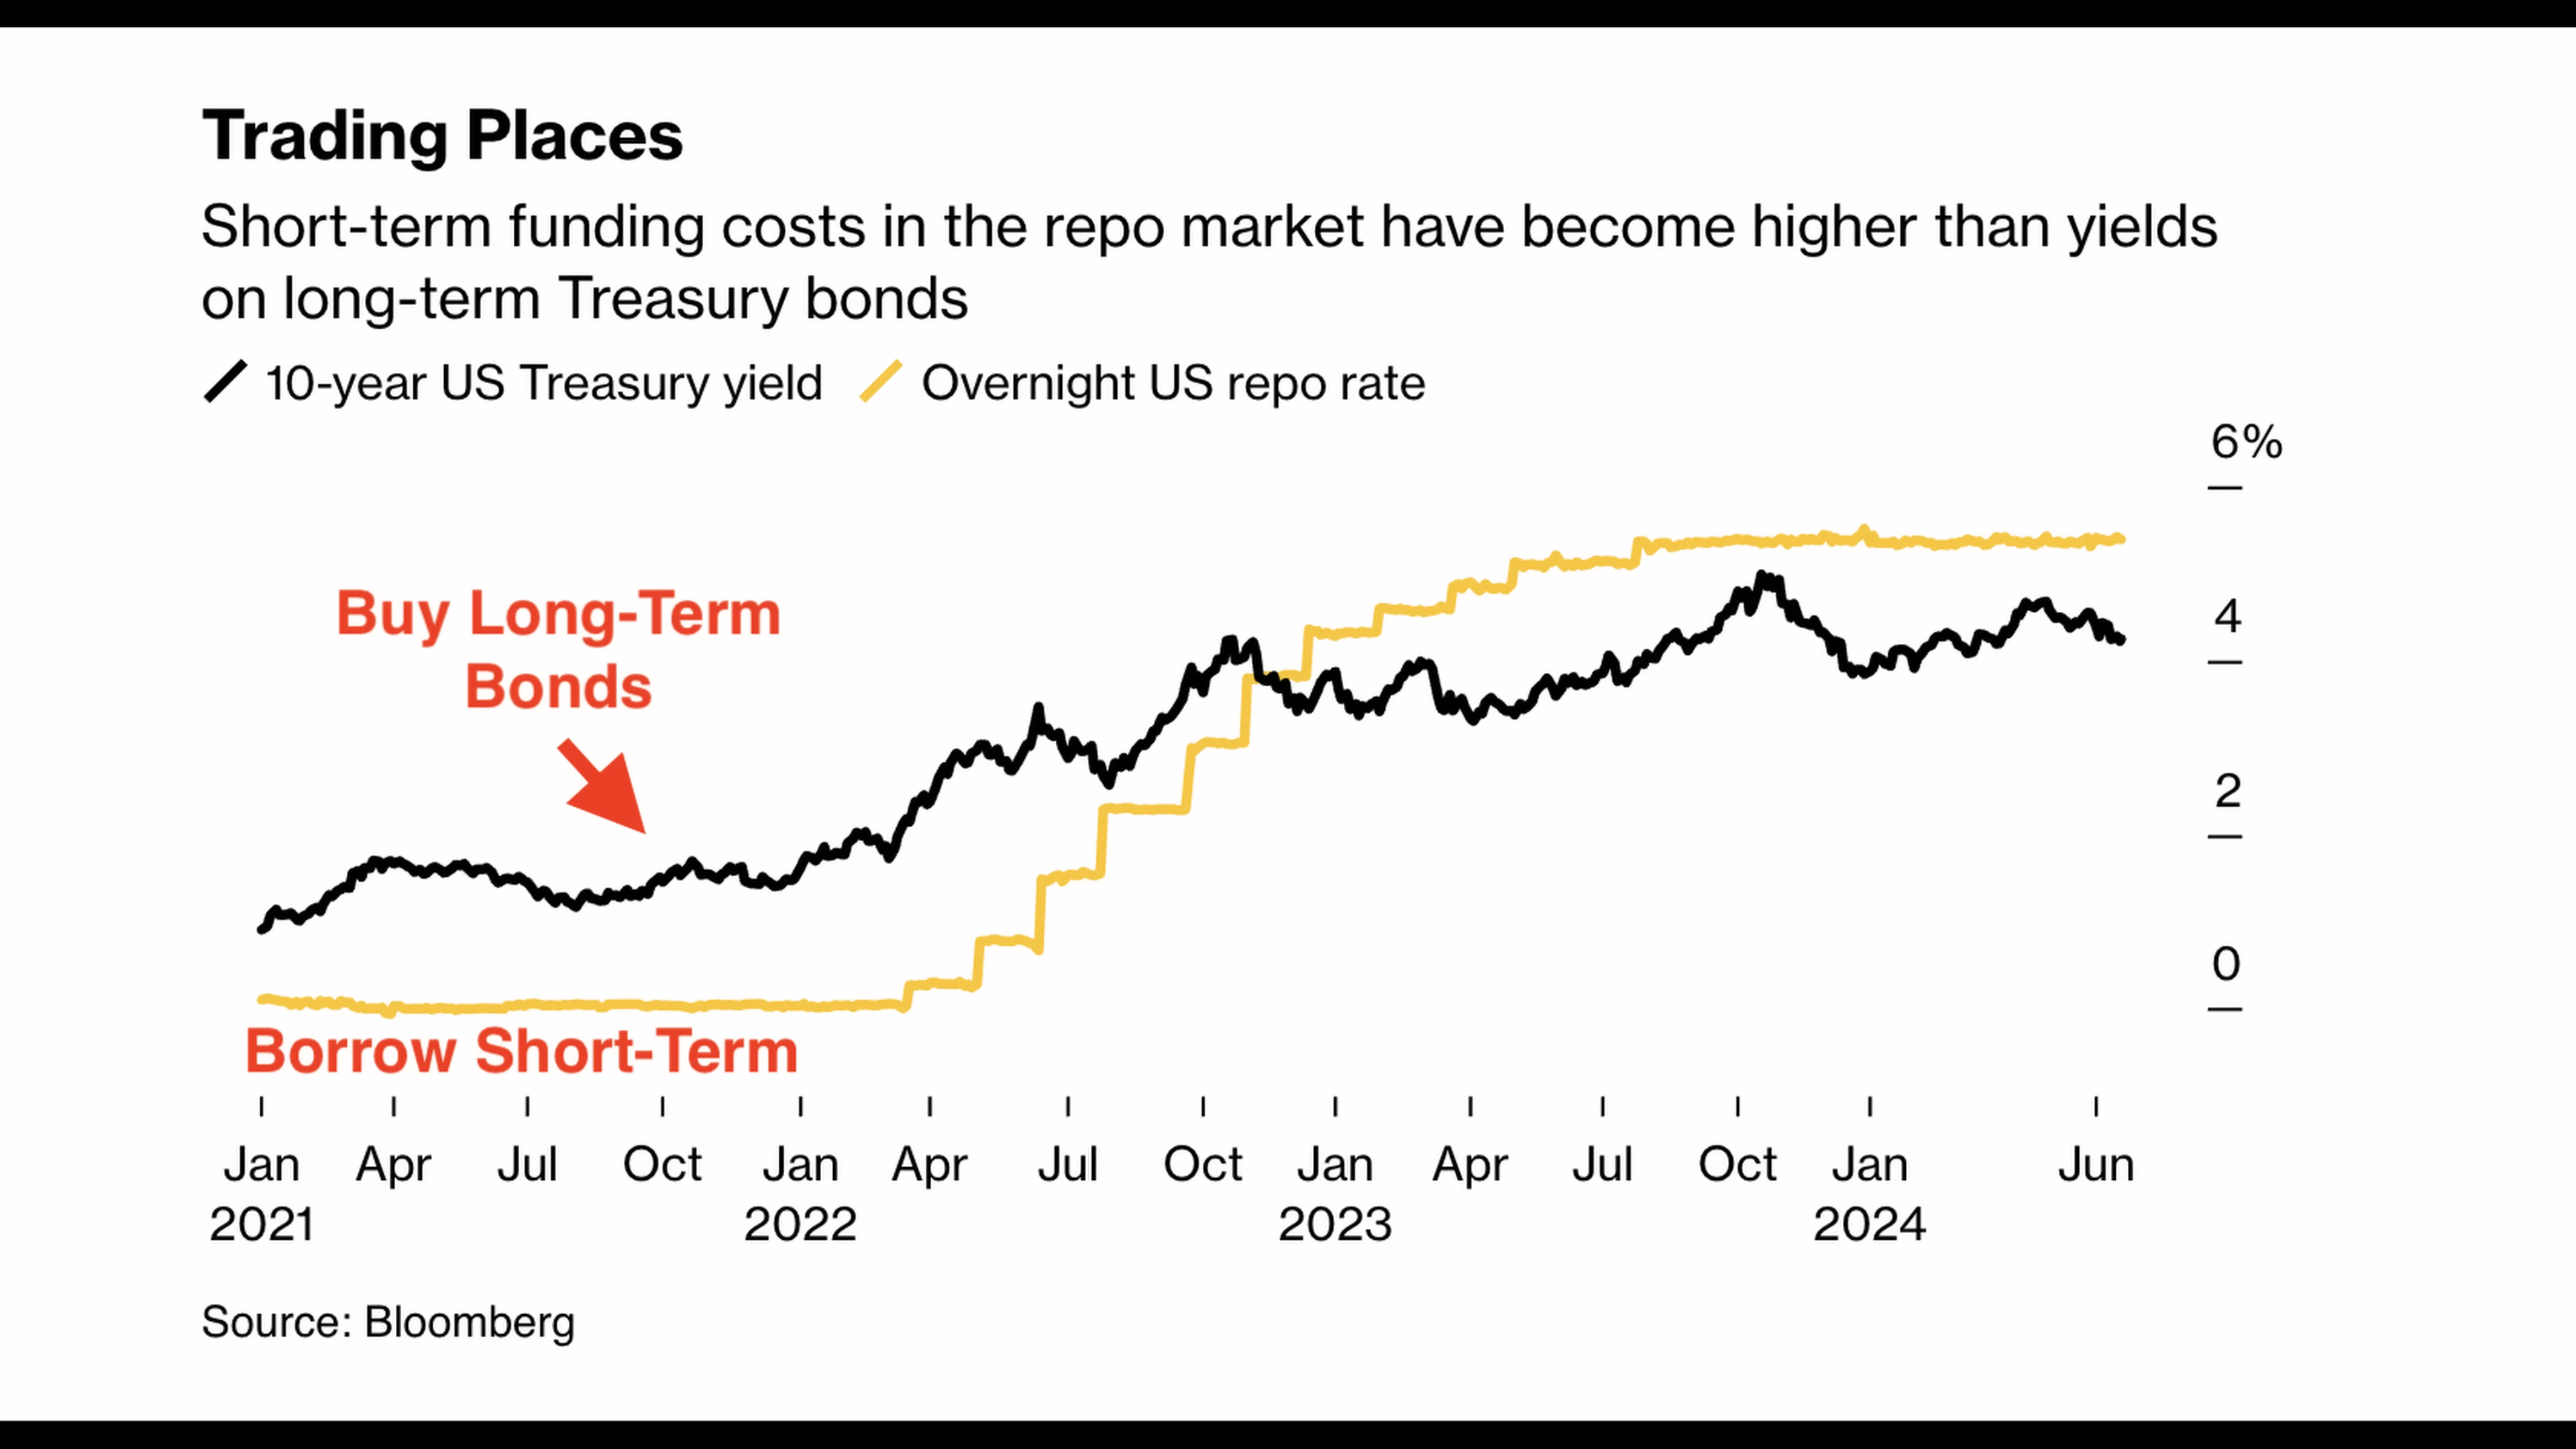 Trading Places
Short-term funding costs in the repo market have become higher than yields
on long-term Treasury bonds
10-year US Treasury yield Overnight US repo rate
6%
Buy Long-Term
Bonds
4
2
0
Borrow Short-Term
Jan Apr Jul Oct Jan Apr Jul Oct Jan Apr Jul Oct Jan Jun
2021 2022 2023 2024
Source: Bloomberg